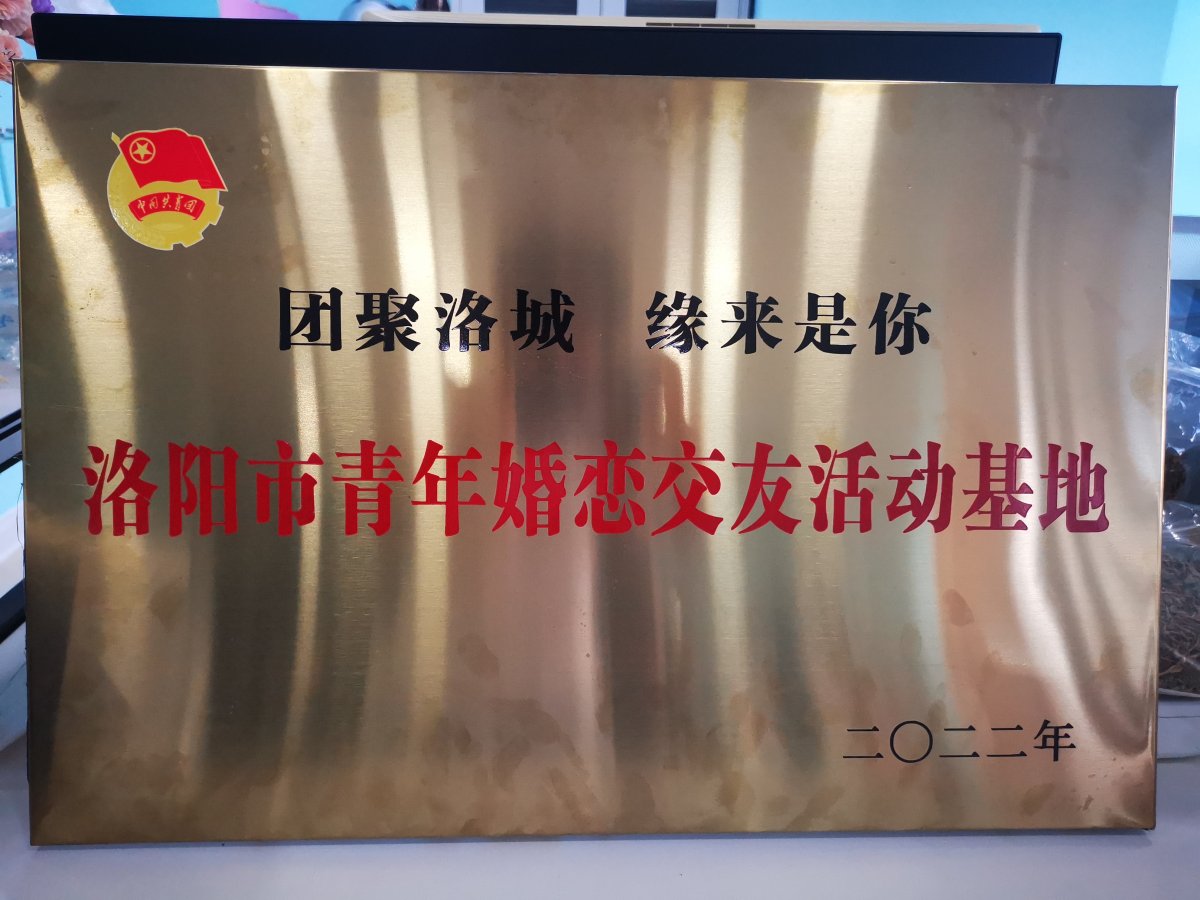 中国共青团
团聚洛城 缘来是你
洛阳市青年婚恋交友活动基地
二〇二二年